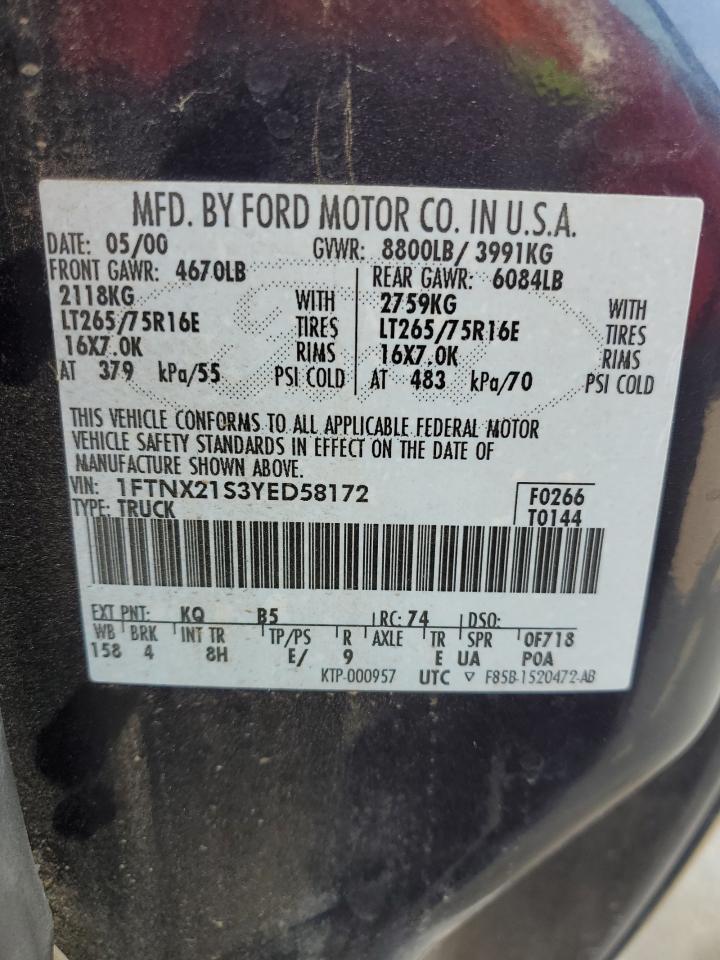 MFD. BY FORD MOTOR CO. IN U.S.A.
DATE: 05/00 GVWR: 8800LB/ 3991KG
FRONT GAWR: 4670LB REAR GAWR: 6084LB
2118KG WITH 2759KG WITH
LT265/75R16E TIRES LT265/75R16E TIRES
16X7.0K RIMS 16X7.0K RIMS
AT 379 kPa/55 PSI COLD AT 483 kPa/70 PSI COLD
THIS VEHICLE CONFORMS TO ALL APPLICABLE FEDERAL MOTOR
VEHICLE SAFETY STANDARDS IN EFFECT ON THE DATE OF
MANUFACTURE SHOWN ABOVE.
VIN: 1FTNX21S3YED58172 F0266
TYPE: TRUCK T0144
EXT PNT: KQ B5 RC: 74 DSO:
WB BRK INT TR TP/PS R AXLE TR SPR 0F718
158 4 8H E/ 9 E UA POA
KTP-000957 UTC ▽ F85B-1520472-AB